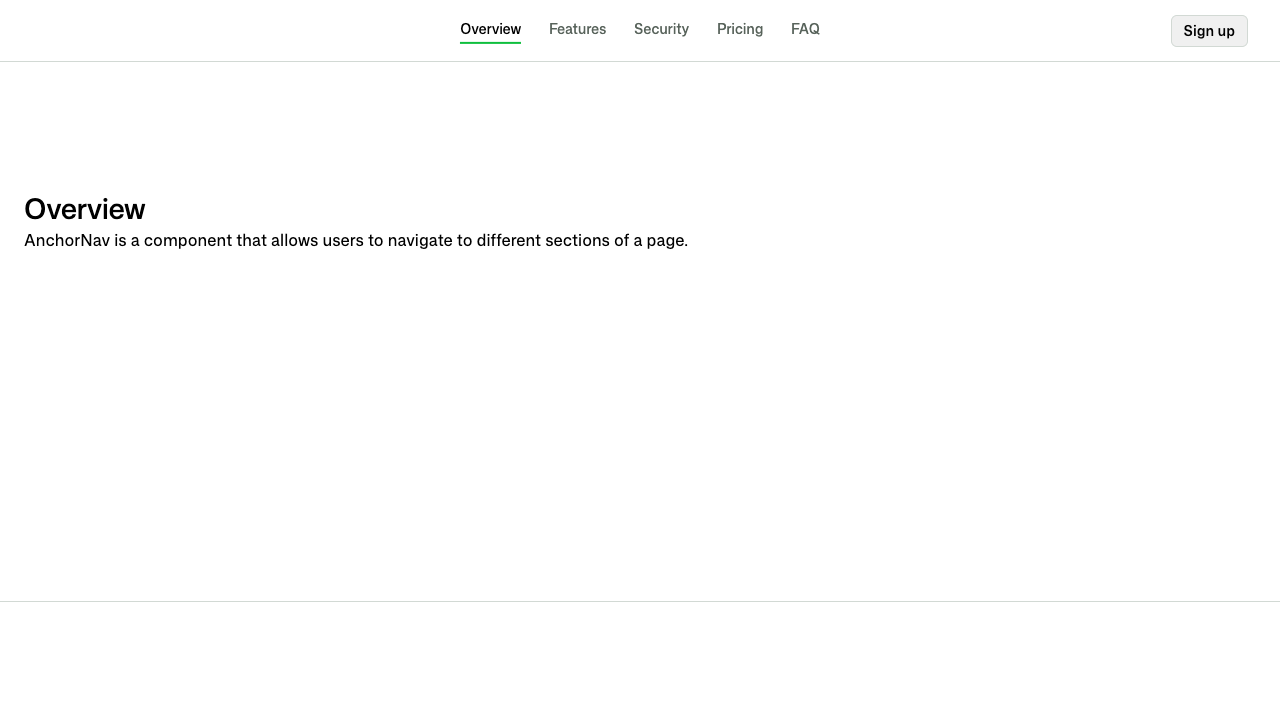 Overview Features Security Pricing FAQ Sign up
Overview
AnchorNav is a component that allows users to navigate to different sections of a page.